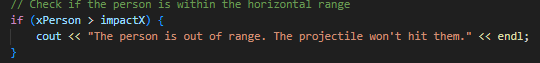 // Check if the person is within the horizontal range
if (xPerson > impactX) {
cout << "The person is out of range. The projectile won't hit them." << endl;
}